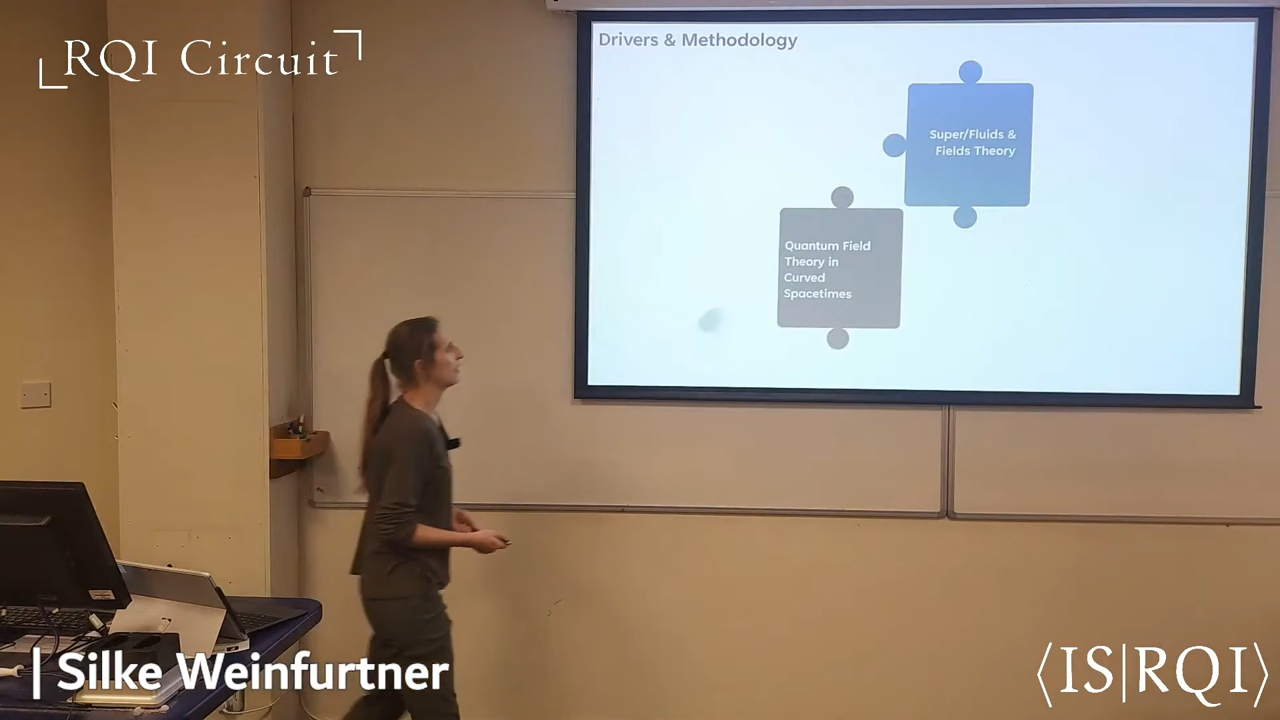 RQI Circuit
Drivers & Methodology
Super/Fluids &
Fields Theory
Quantum Field
Theory in
Curved
Spacetimes
| Silke Weinfurtner
⟨IS|RQI⟩